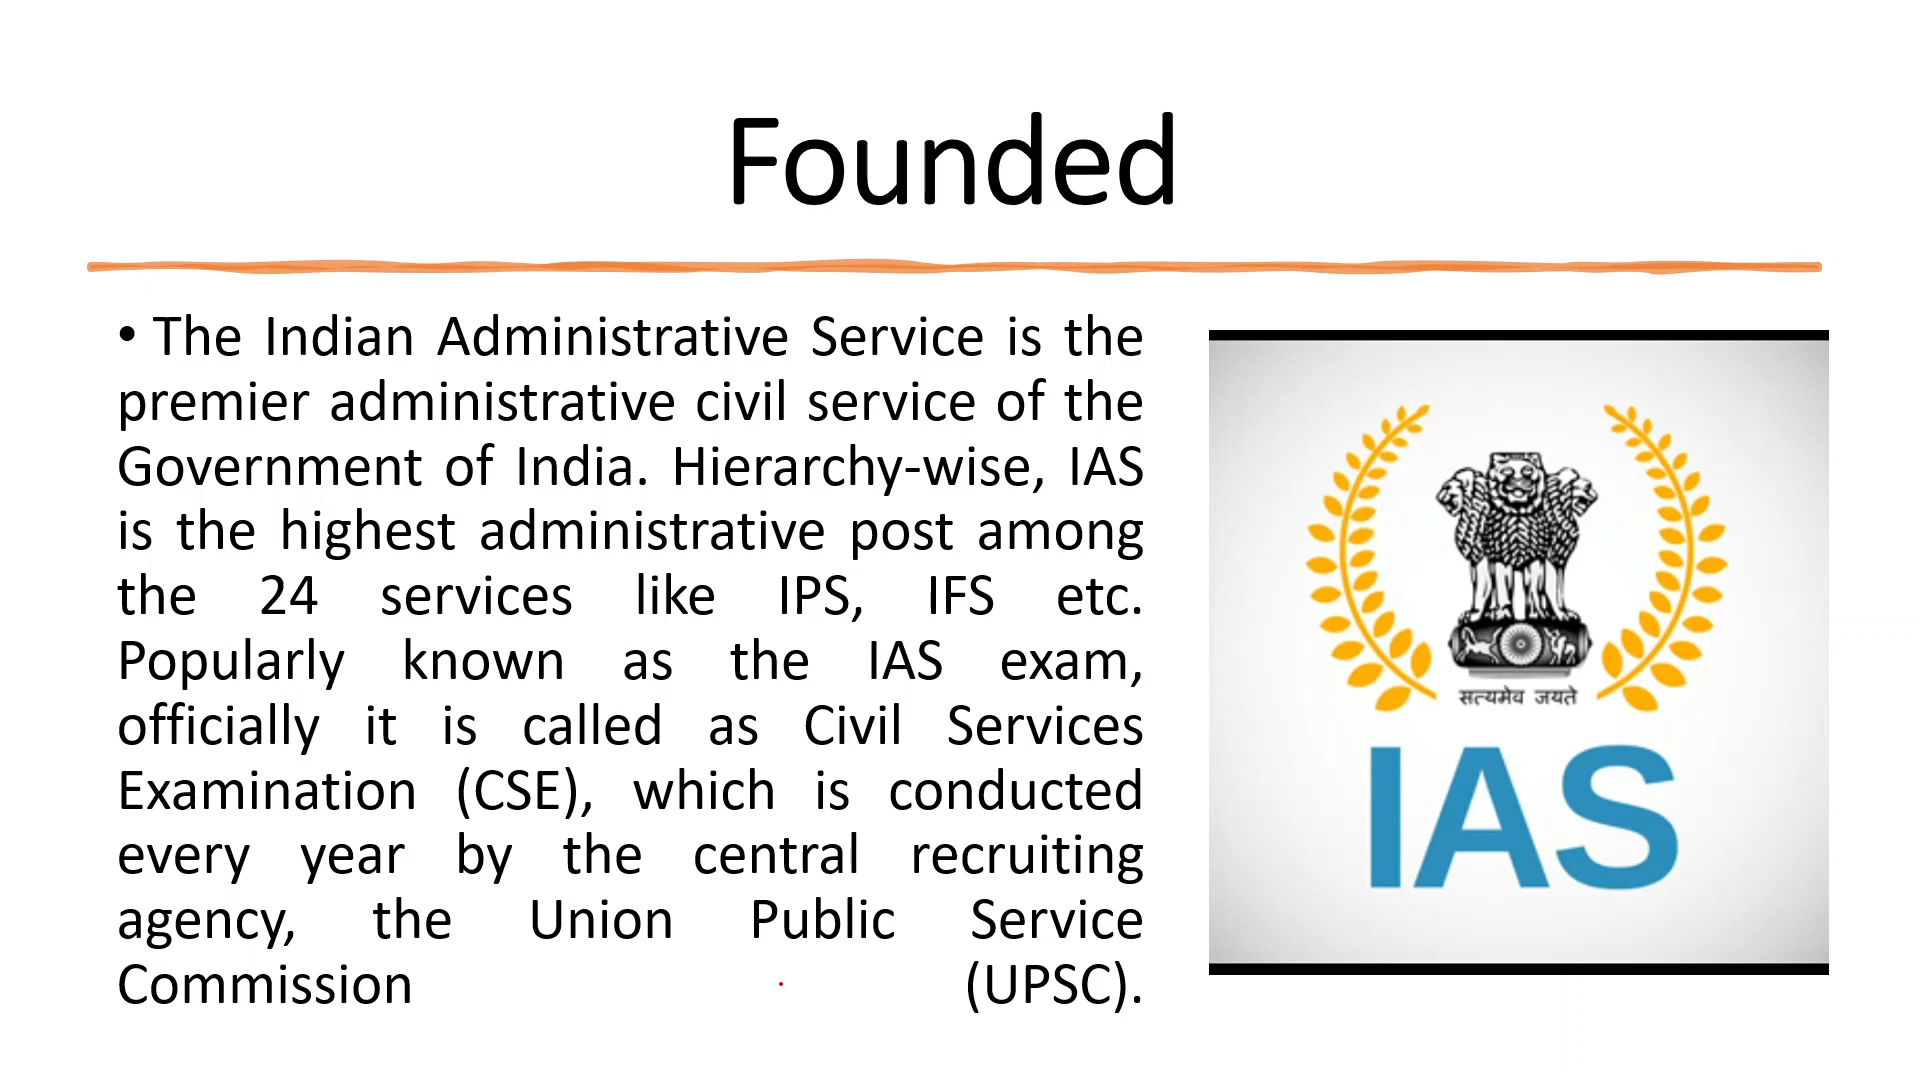 Founded
• The Indian Administrative Service is the
premier administrative civil service of the
Government of India. Hierarchy-wise, IAS
is the highest administrative post among
the 24 services like IPS, IFS etc.
Popularly known as the IAS exam,
officially it is called as Civil Services
Examination (CSE), which is conducted
every year by the central recruiting
agency, the Union Public Service
Commission (UPSC).
सत्यमेव जयते
IAS